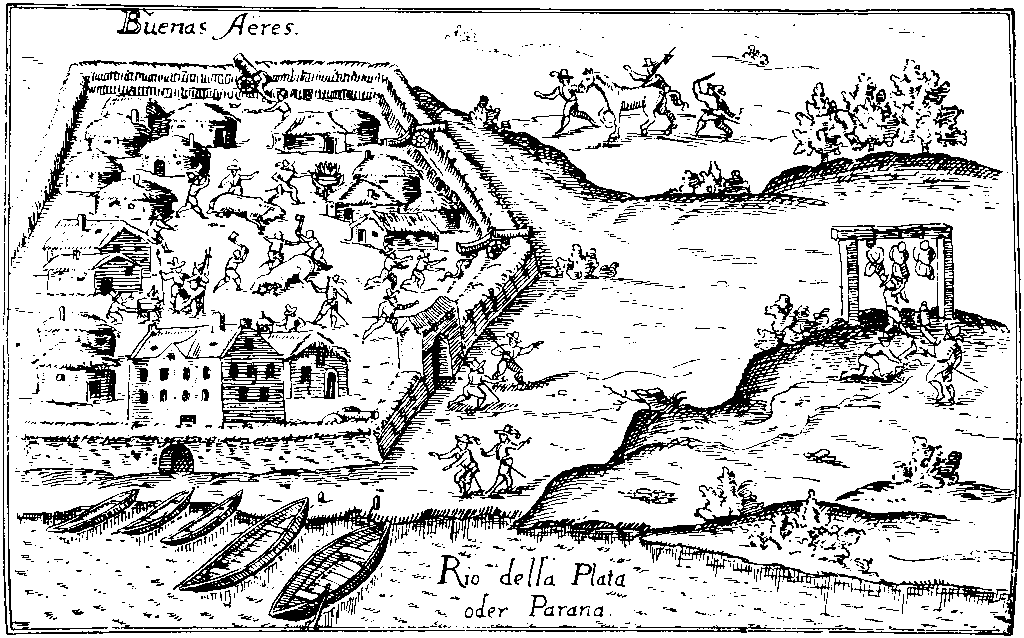 Buenas Aeres.
Rio della Plata
oder Parana.